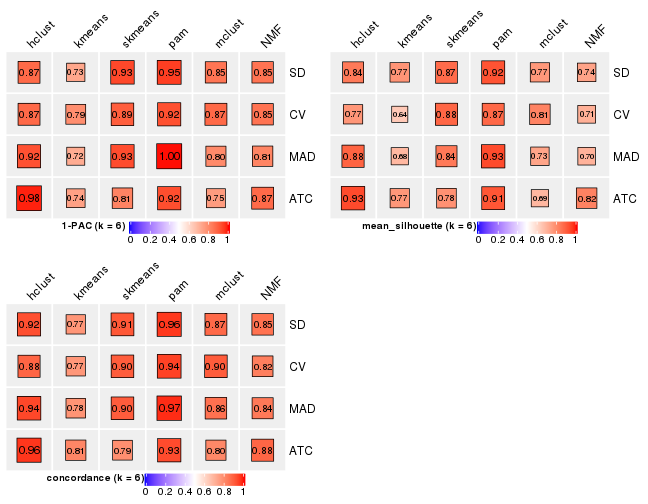 hclust kmeans skmeans pam mclust NMF
0.87 0.73 0.93 0.95 0.85 0.85 SD
0.87 0.79 0.89 0.92 0.87 0.85 CV
0.92 0.72 0.93 1.00 0.80 0.81 MAD
0.98 0.74 0.81 0.92 0.75 0.87 ATC
1-PAC (k = 6)
0 0.2 0.4 0.6 0.8 1
hclust kmeans skmeans pam mclust NMF
0.84 0.77 0.87 0.92 0.77 0.74 SD
0.77 0.64 0.88 0.87 0.81 0.71 CV
0.88 0.68 0.84 0.93 0.73 0.70 MAD
0.93 0.77 0.78 0.91 0.69 0.82 ATC
mean_silhouette (k = 6)
0 0.2 0.4 0.6 0.8 1
hclust kmeans skmeans pam mclust NMF
0.92 0.77 0.91 0.96 0.87 0.85 SD
0.88 0.77 0.90 0.94 0.90 0.82 CV
0.94 0.78 0.90 0.97 0.86 0.84 MAD
0.96 0.81 0.79 0.93 0.80 0.88 ATC
concordance (k = 6)
0 0.2 0.4 0.6 0.8 1